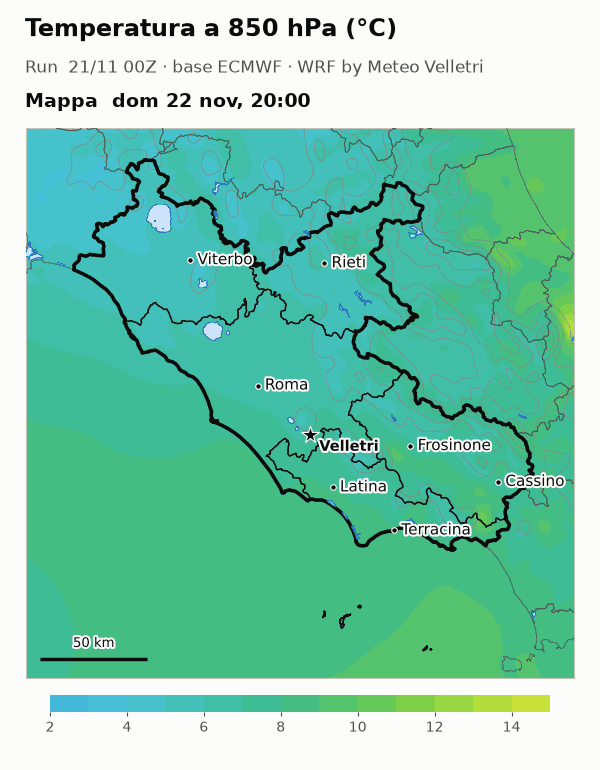 Temperatura a 850 hPa (°C)
Run  21/11 00Z · base ECMWF · WRF by Meteo Velletri
Mappa  dom 22 nov, 20:00
Viterbo
Rieti
Roma
Velletri
Frosinone
Cassino
Latina
Terracina
50 km
2 4 6 8 10 12 14